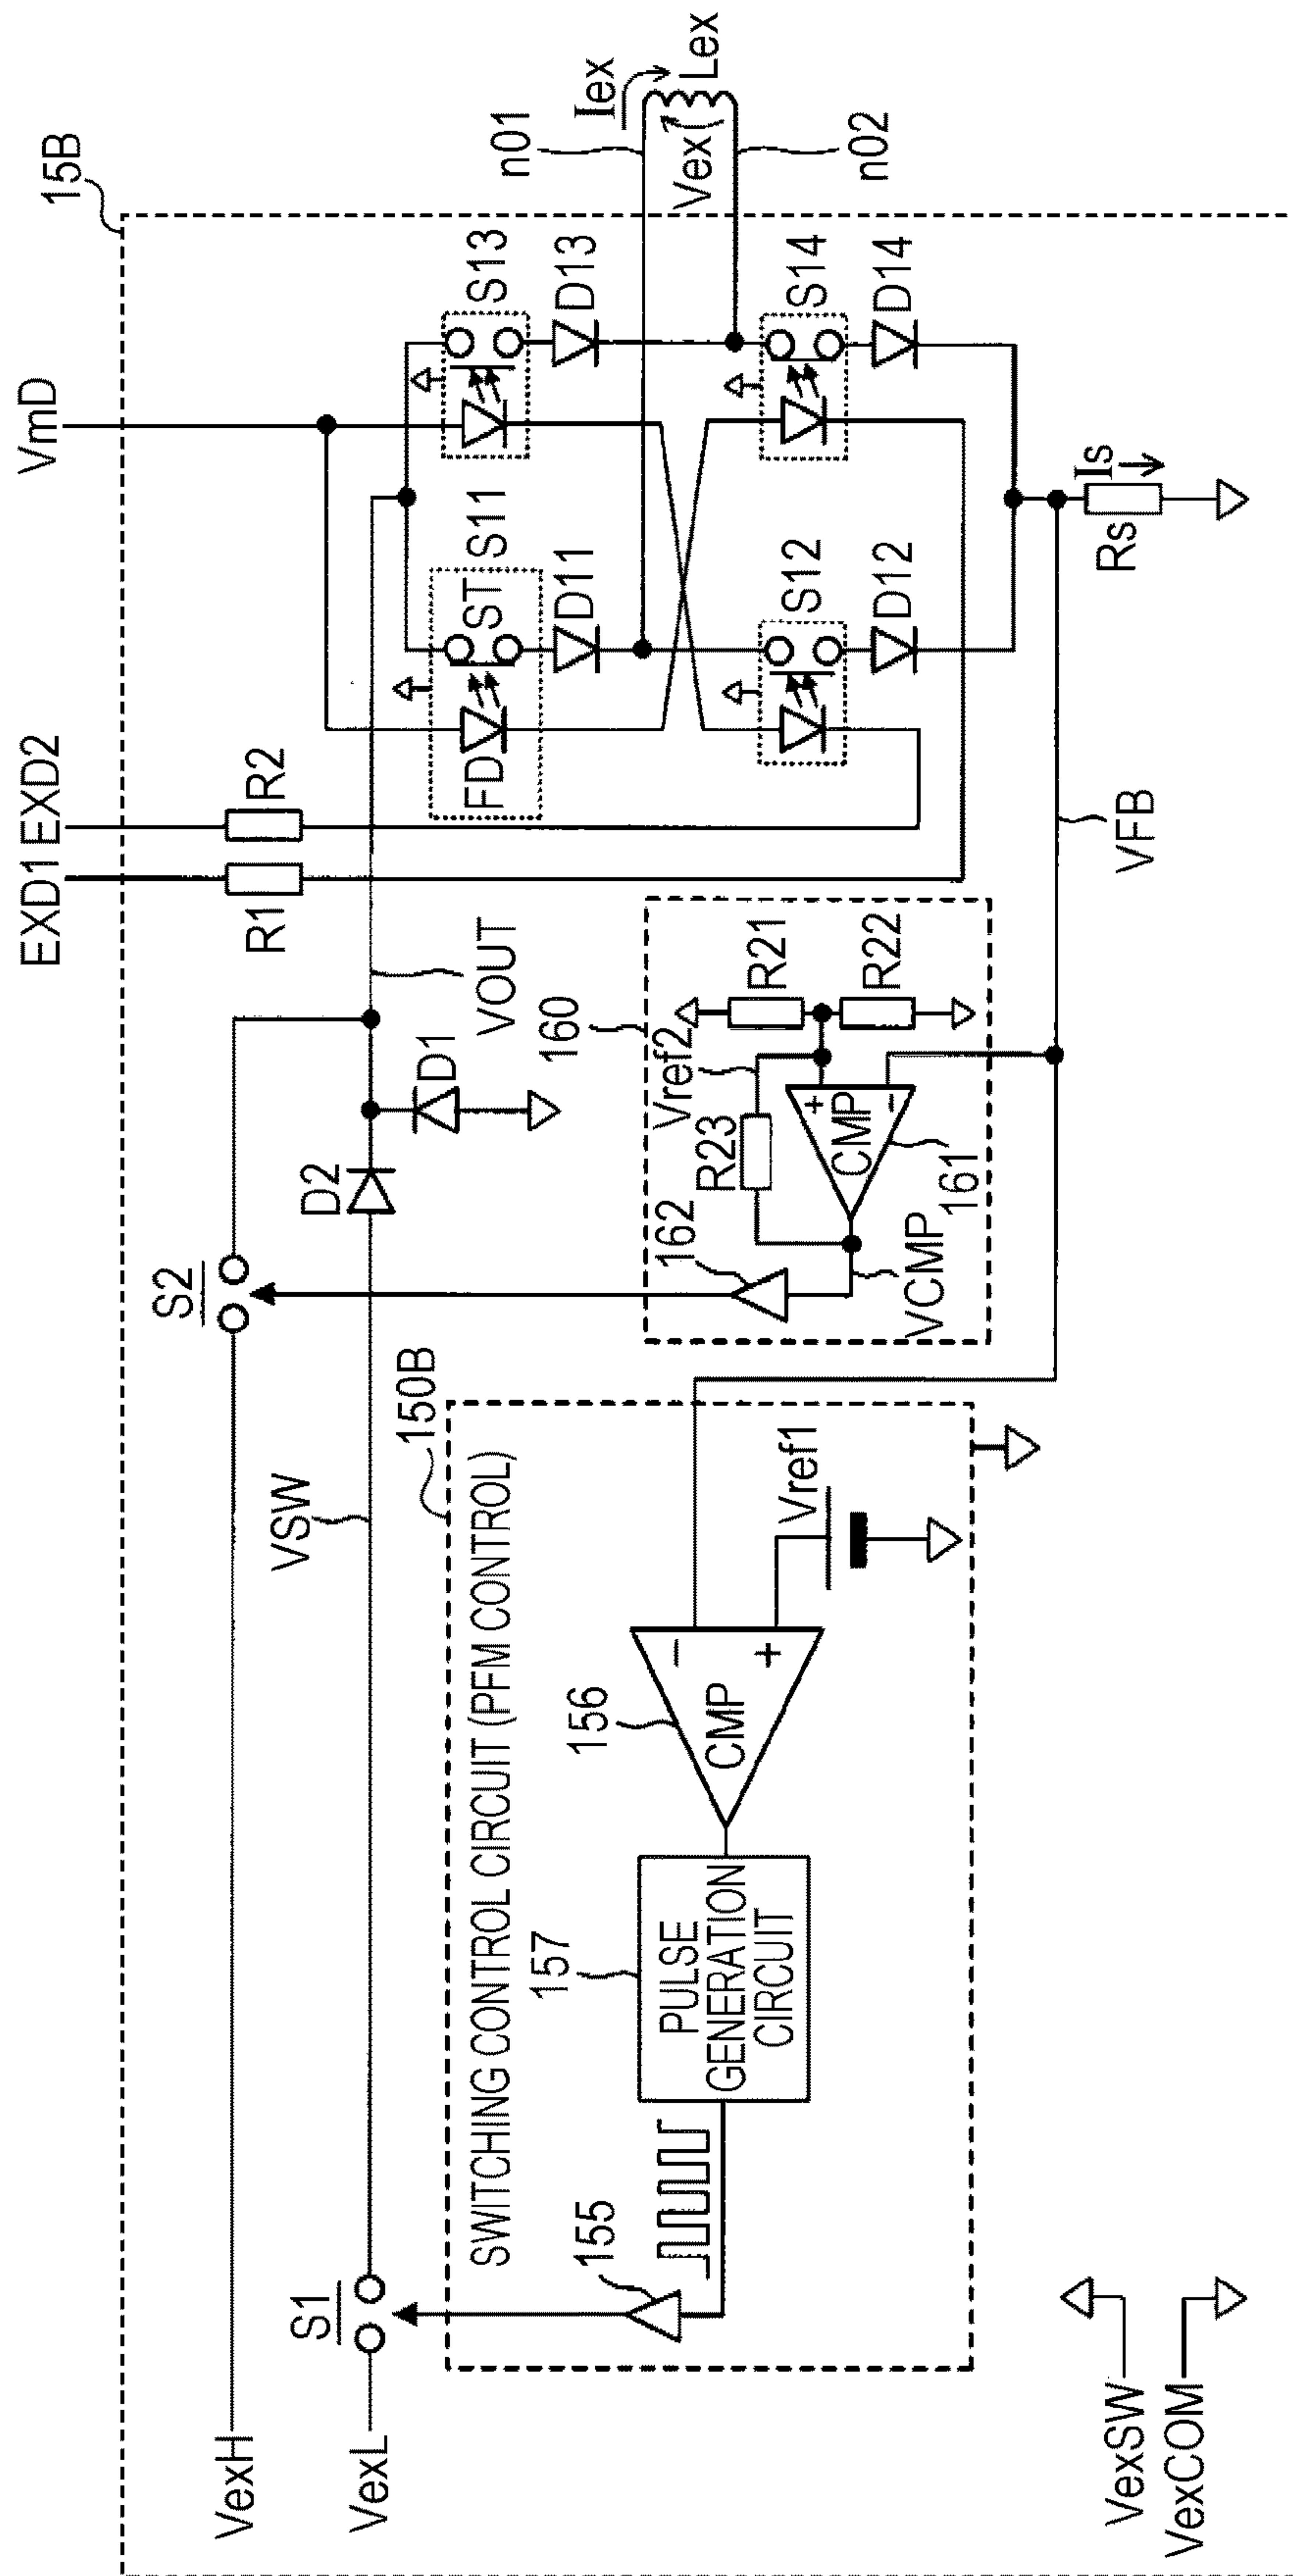 15B
EXD1
EXD2
VmD
R1
R2
VexH
VexL
S1
S2
VSW
D2
D1
VOUT
S11
ST
FD
D11
S13
D13
S12
D12
S14
D14
n01
n02
Iex
Lex
Vex
150B
SWITCHING CONTROL CIRCUIT (PFM CONTROL)
155
157
PULSE
GENERATION
CIRCUIT
156
CMP
−
+
Vref1
160
162
R23
Vref2
R21
R22
CMP
+
−
161
VCMP
VFB
Rs
Is
VexSW
VexCOM